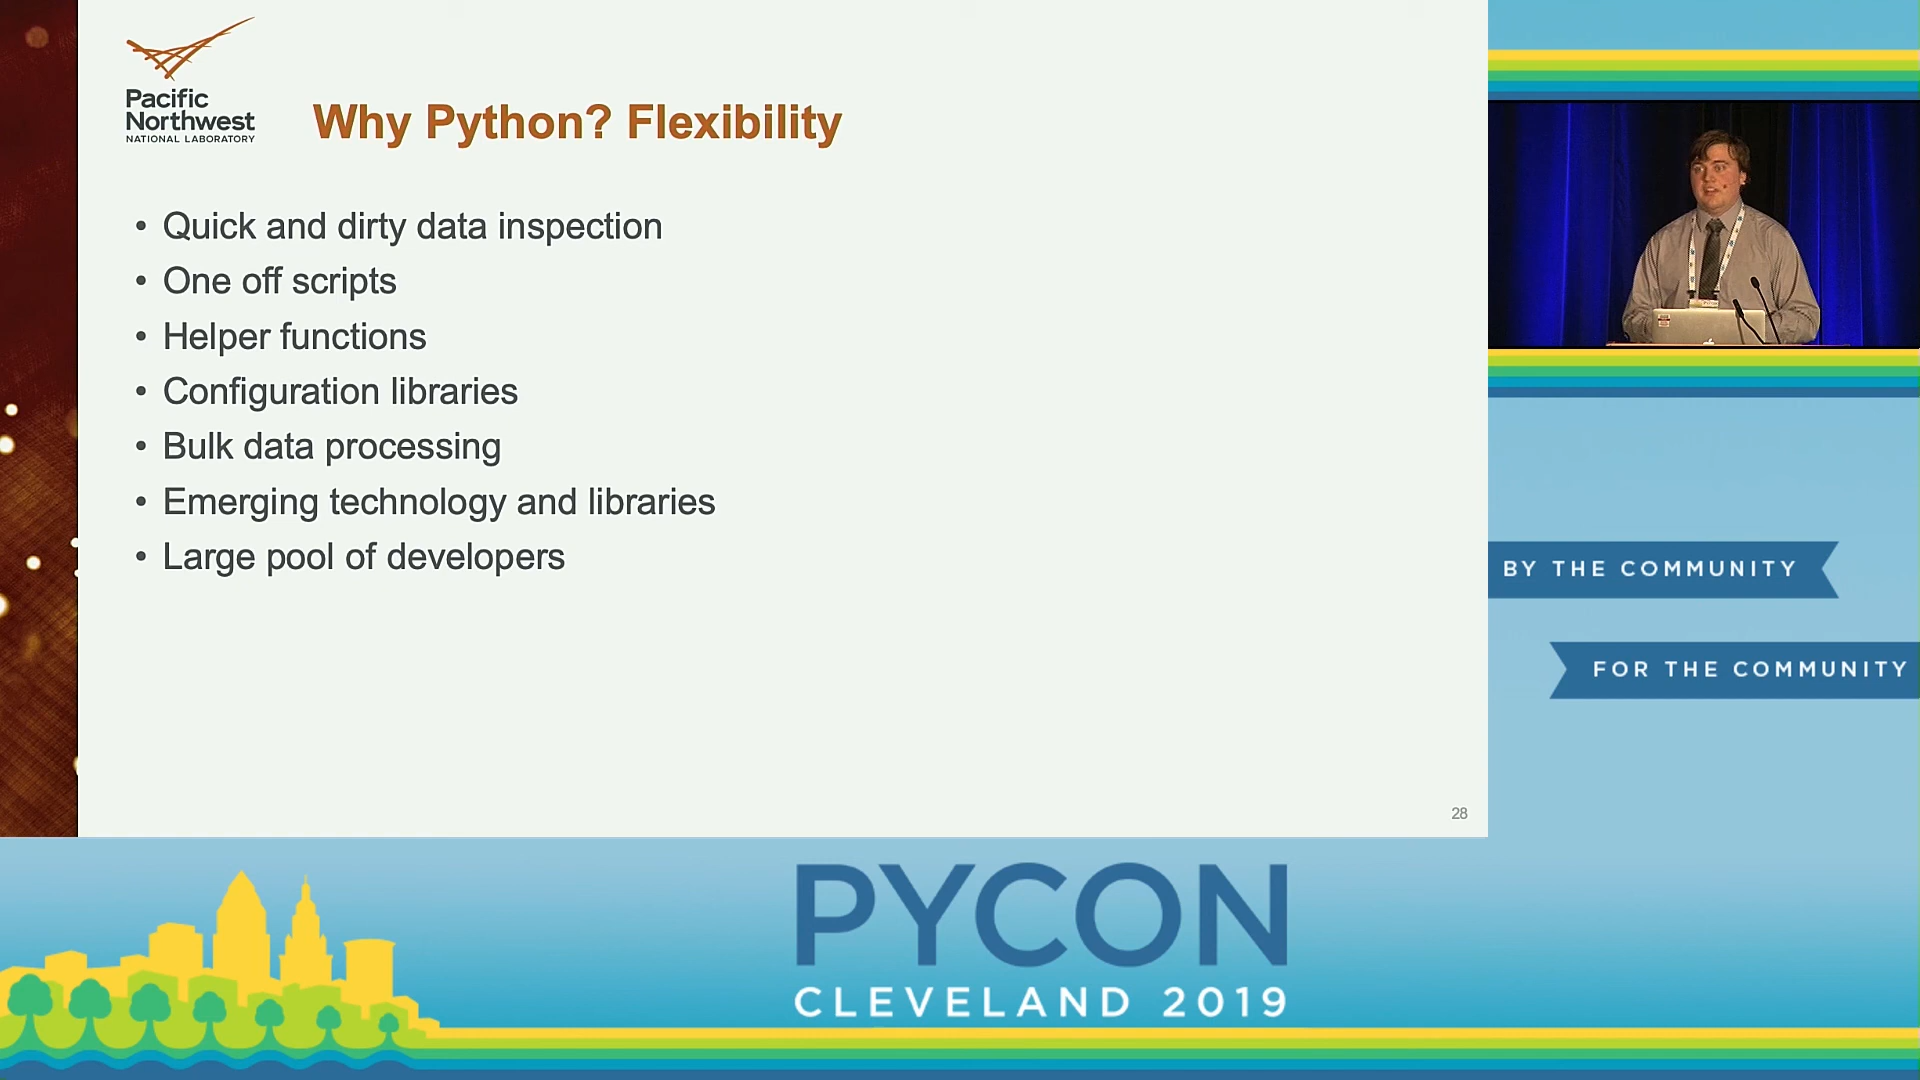 Pacific
Northwest
NATIONAL LABORATORY
Why Python? Flexibility
• Quick and dirty data inspection
• One off scripts
• Helper functions
• Configuration libraries
• Bulk data processing
• Emerging technology and libraries
• Large pool of developers
28
BY THE COMMUNITY
FOR THE COMMUNITY
PYCON
CLEVELAND 2019